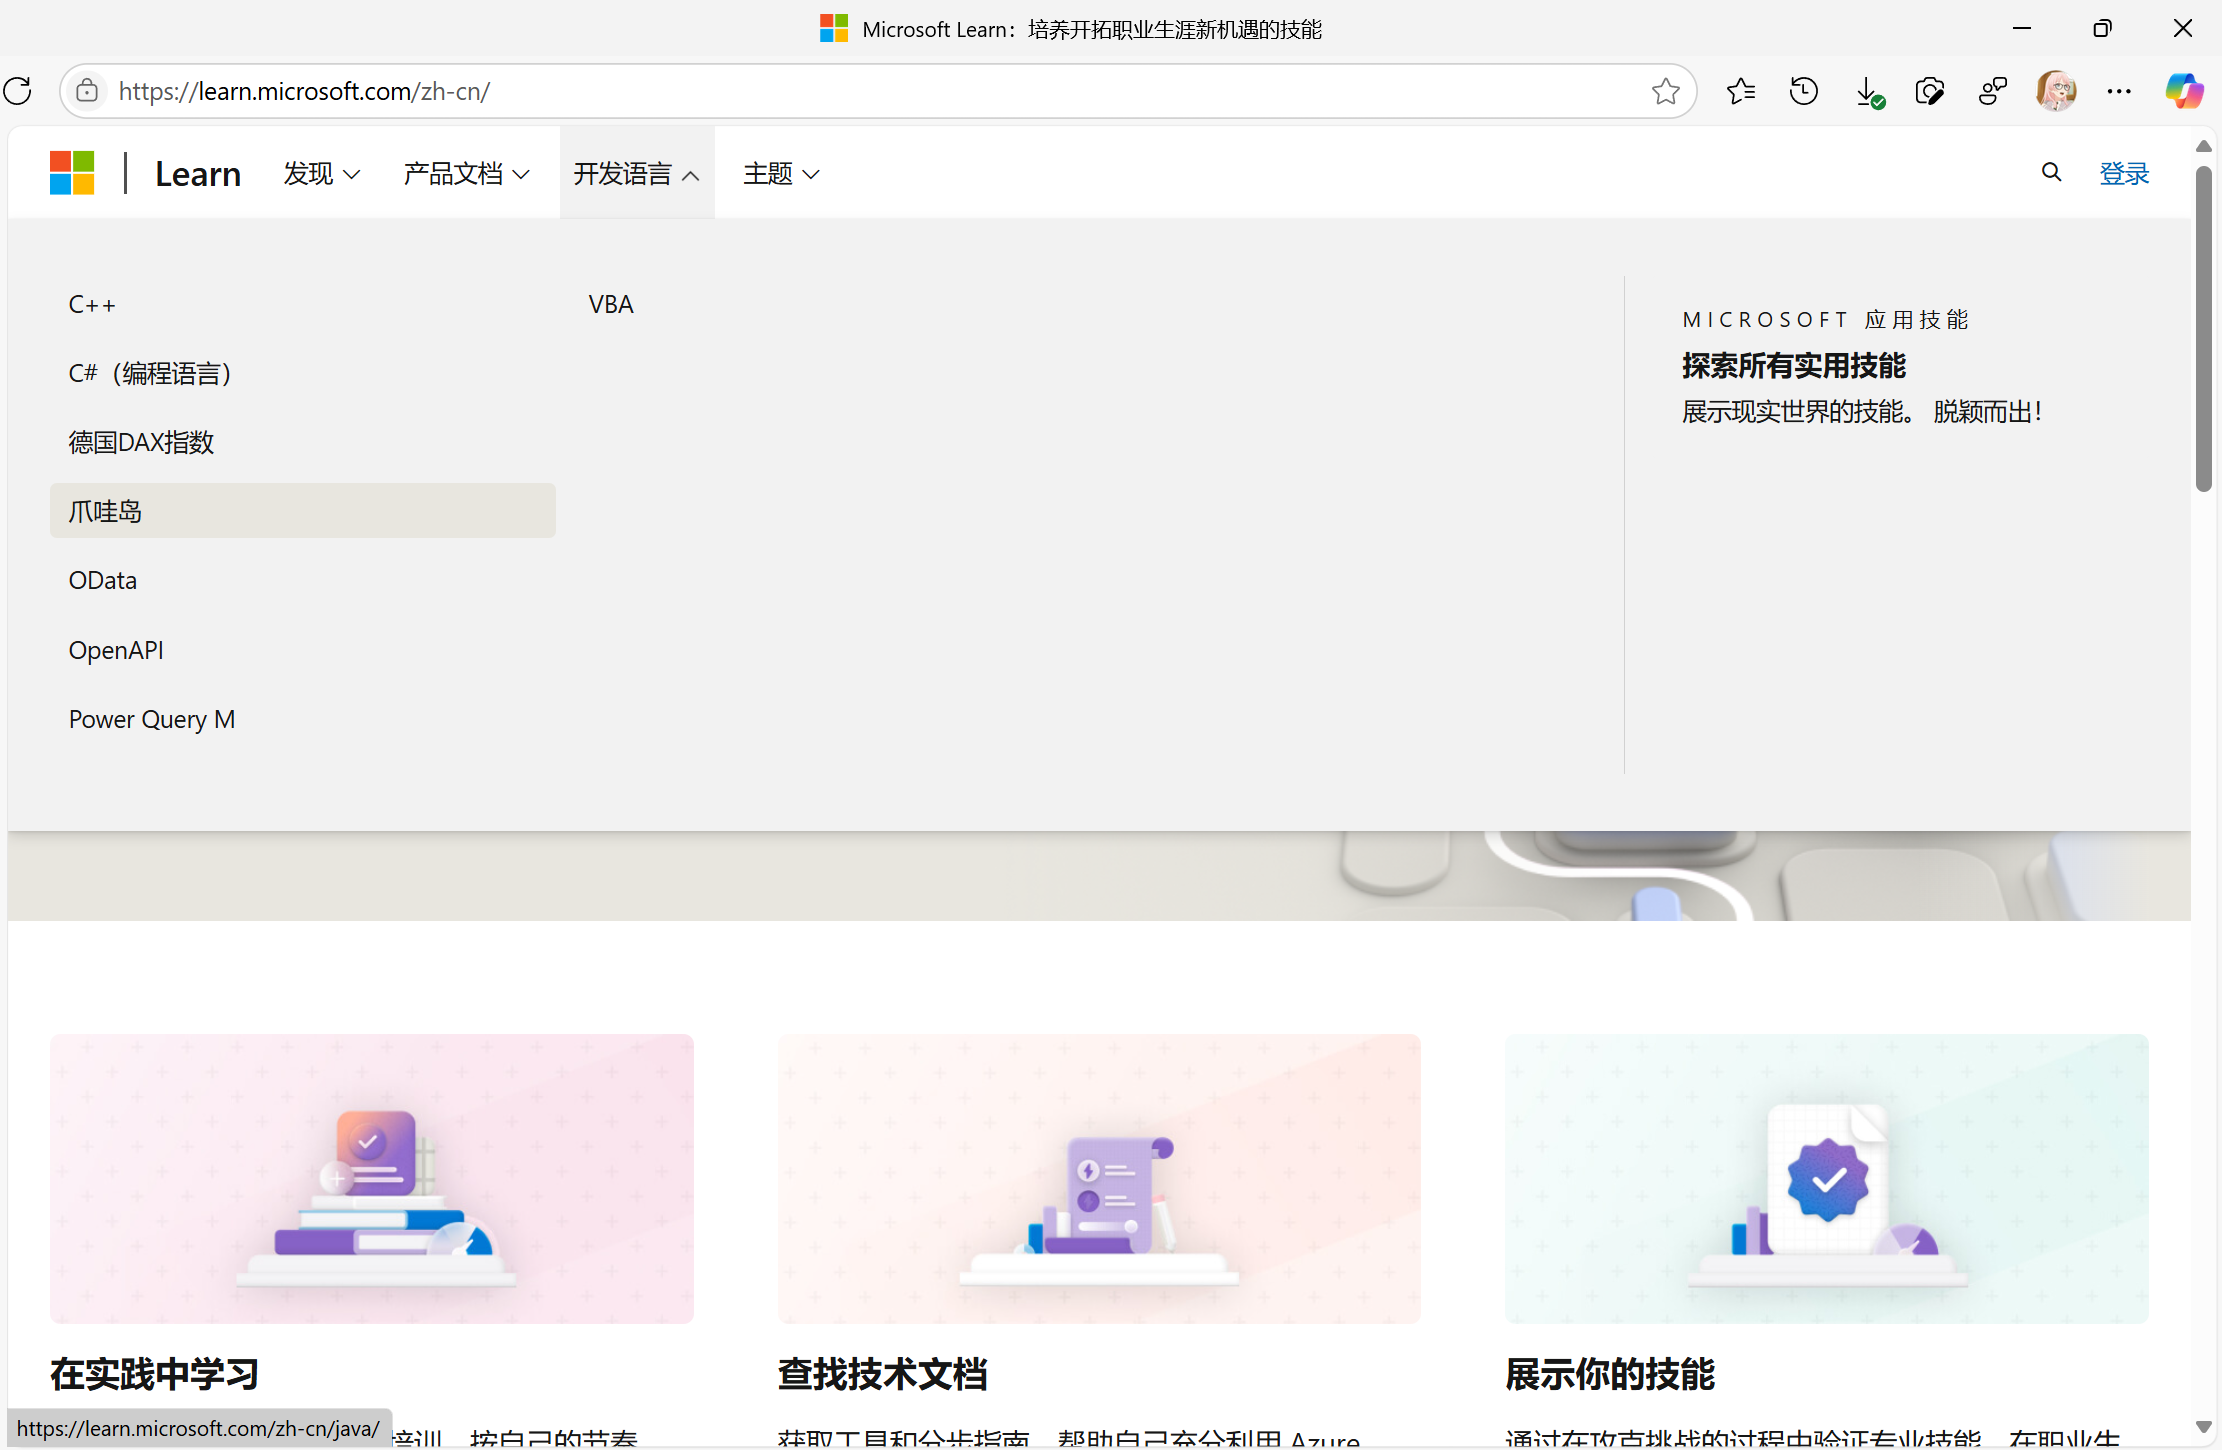 Microsoft Learn：培养开拓职业生涯新机遇的技能
https://learn.microsoft.com/zh-cn/
Learn 发现 产品文档 开发语言 主题 登录
C++
VBA
C#（编程语言）
德国DAX指数
爪哇岛
OData
OpenAPI
Power Query M
MICROSOFT 应用技能
探索所有实用技能
展示现实世界的技能。 脱颖而出！
在实践中学习
查找技术文档
展示你的技能
https://learn.microsoft.com/zh-cn/java/
培训，按自己的节奏
获取工具和分步指南，帮助自己充分利用 Azure
通过在攻克挑战的过程中验证专业技能，在职业生